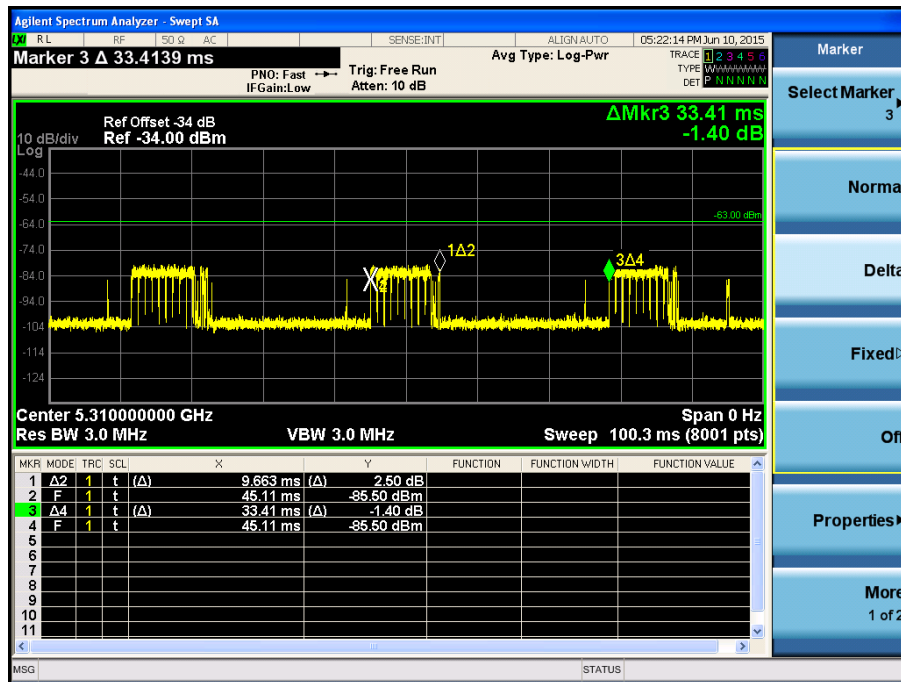 Agilent Spectrum Analyzer - Swept SA
LXI RL RF 50 Ω AC SENSE:INT ALIGN AUTO 05:22:14 PM Jun 10, 2015
Marker 3 Δ 33.4139 ms
PNO: Fast
IFGain:Low
Trig: Free Run
Atten: 10 dB
Avg Type: Log-Pwr
TRACE 1 2 3 4 5 6
TYPE WWWWWW
DET P N N N N N
ΔMkr3 33.41 ms
-1.40 dB
Ref Offset -34 dB
10 dB/div Ref -34.00 dBm
Log
-44.0
-54.0
-63.00 dBm
-64.0
-74.0
1Δ2
3Δ4
-84.0
-94.0
-104
-114
-124
Center 5.310000000 GHz Span 0 Hz
Res BW 3.0 MHz VBW 3.0 MHz Sweep 100.3 ms (8001 pts)
MKR MODE TRC SCL X Y FUNCTION FUNCTION WIDTH FUNCTION VALUE
1 Δ2 1 t (Δ) 9.663 ms (Δ) 2.50 dB
2 F 1 t 45.11 ms -85.50 dBm
3 Δ4 1 t (Δ) 33.41 ms (Δ) -1.40 dB
4 F 1 t 45.11 ms -85.50 dBm
5
6
7
8
9
10
11
MSG STATUS
Marker
Select Marker
3
Norma
Delta
Fixed
Of
Properties
More
1 of 2